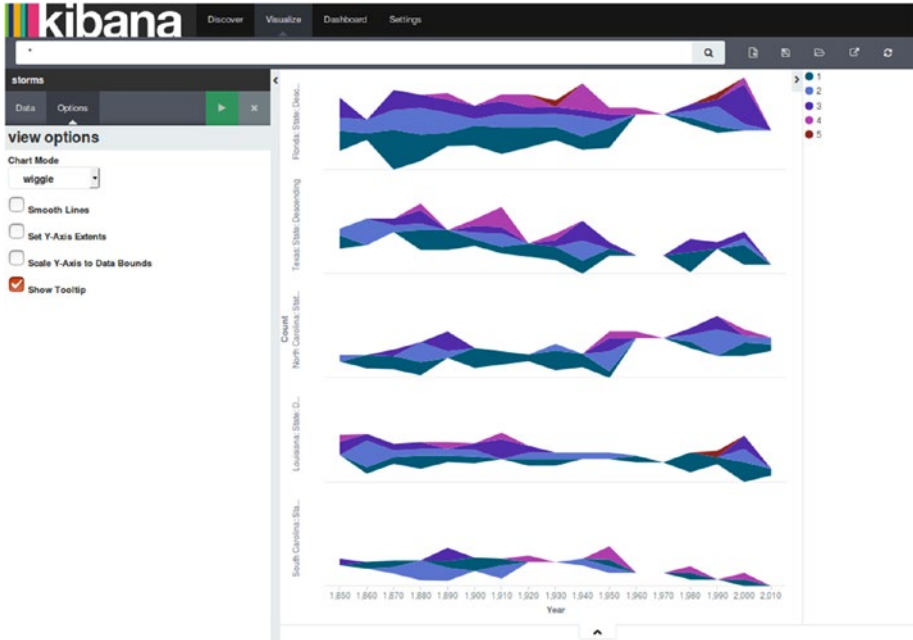 kibana
Discover Visualize Dashboard Settings
*
storms
Data Options
view options
Chart Mode
wiggle
Smooth Lines
Set Y-Axis Extents
Scale Y-Axis to Data Bounds
Show Tooltip
Count
Florida: State: Desc...
Texas: State: Descending
North Carolina: Stat...
Louisiana: State: D...
South Carolina: Sta...
1,850 1,860 1,870 1,880 1,890 1,900 1,910 1,920 1,930 1,940 1,950 1,960 1,970 1,980 1,990 2,000 2,010
Year
1
2
3
4
5